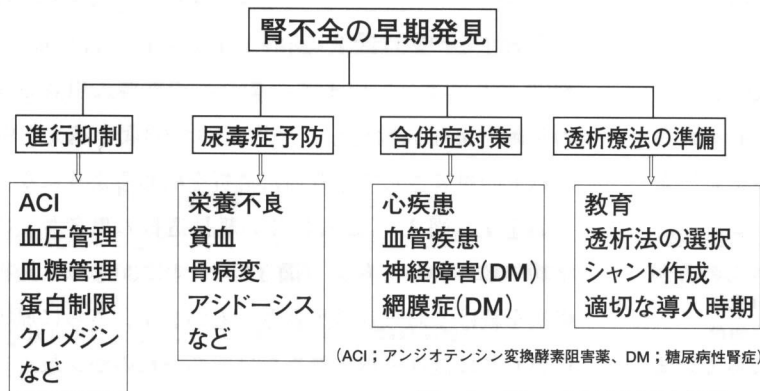 腎不全の早期発見
進行抑制
尿毒症予防
合併症対策
透析療法の準備
ACI
血圧管理
血糖管理
蛋白制限
クレメジン
など
栄養不良
貧血
骨病変
アシドーシス
など
心疾患
血管疾患
神経障害(DM)
網膜症(DM)
教育
透析法の選択
シャント作成
適切な導入時期
(ACI；アンジオテンシン変換酵素阻害薬、DM；糖尿病性腎症)